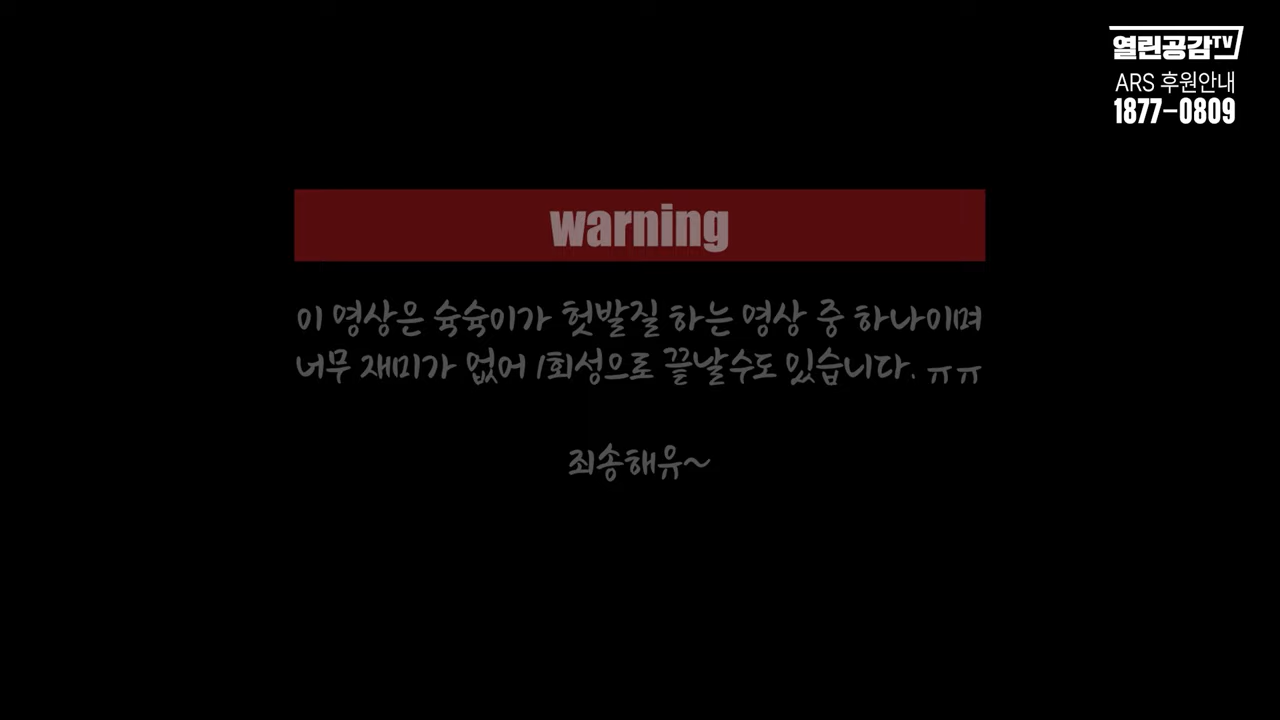 열린공감TV
ARS 후원안내
1877-0809
warning
이 영상은 슉슉이가 헛발질 하는 영상 중 하나이며
너무 재미가 없어 1회성으로 끝날수도 있습니다. ㅠㅠ
죄송해유~